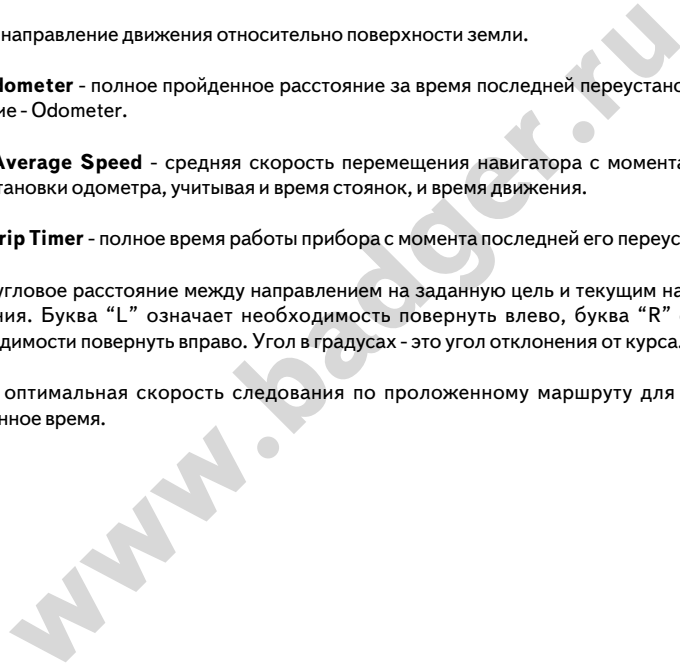 направление движения относительно поверхности земли.
dometer - полное пройденное расстояние за время последней переустано
ие - Odometer.
Average Speed - средняя скорость перемещения навигатора с момента
тановки одометра, учитывая и время стоянок, и время движения.
rip Timer - полное время работы прибора с момента последней его переус
угловое расстояние между направлением на заданную цель и текущим на
ния. Буква “L” означает необходимость повернуть влево, буква “R”
димости повернуть вправо. Угол в градусах - это угол отклонения от курса.
оптимальная скорость следования по проложенному маршруту для
нное время.
www.badger.ru